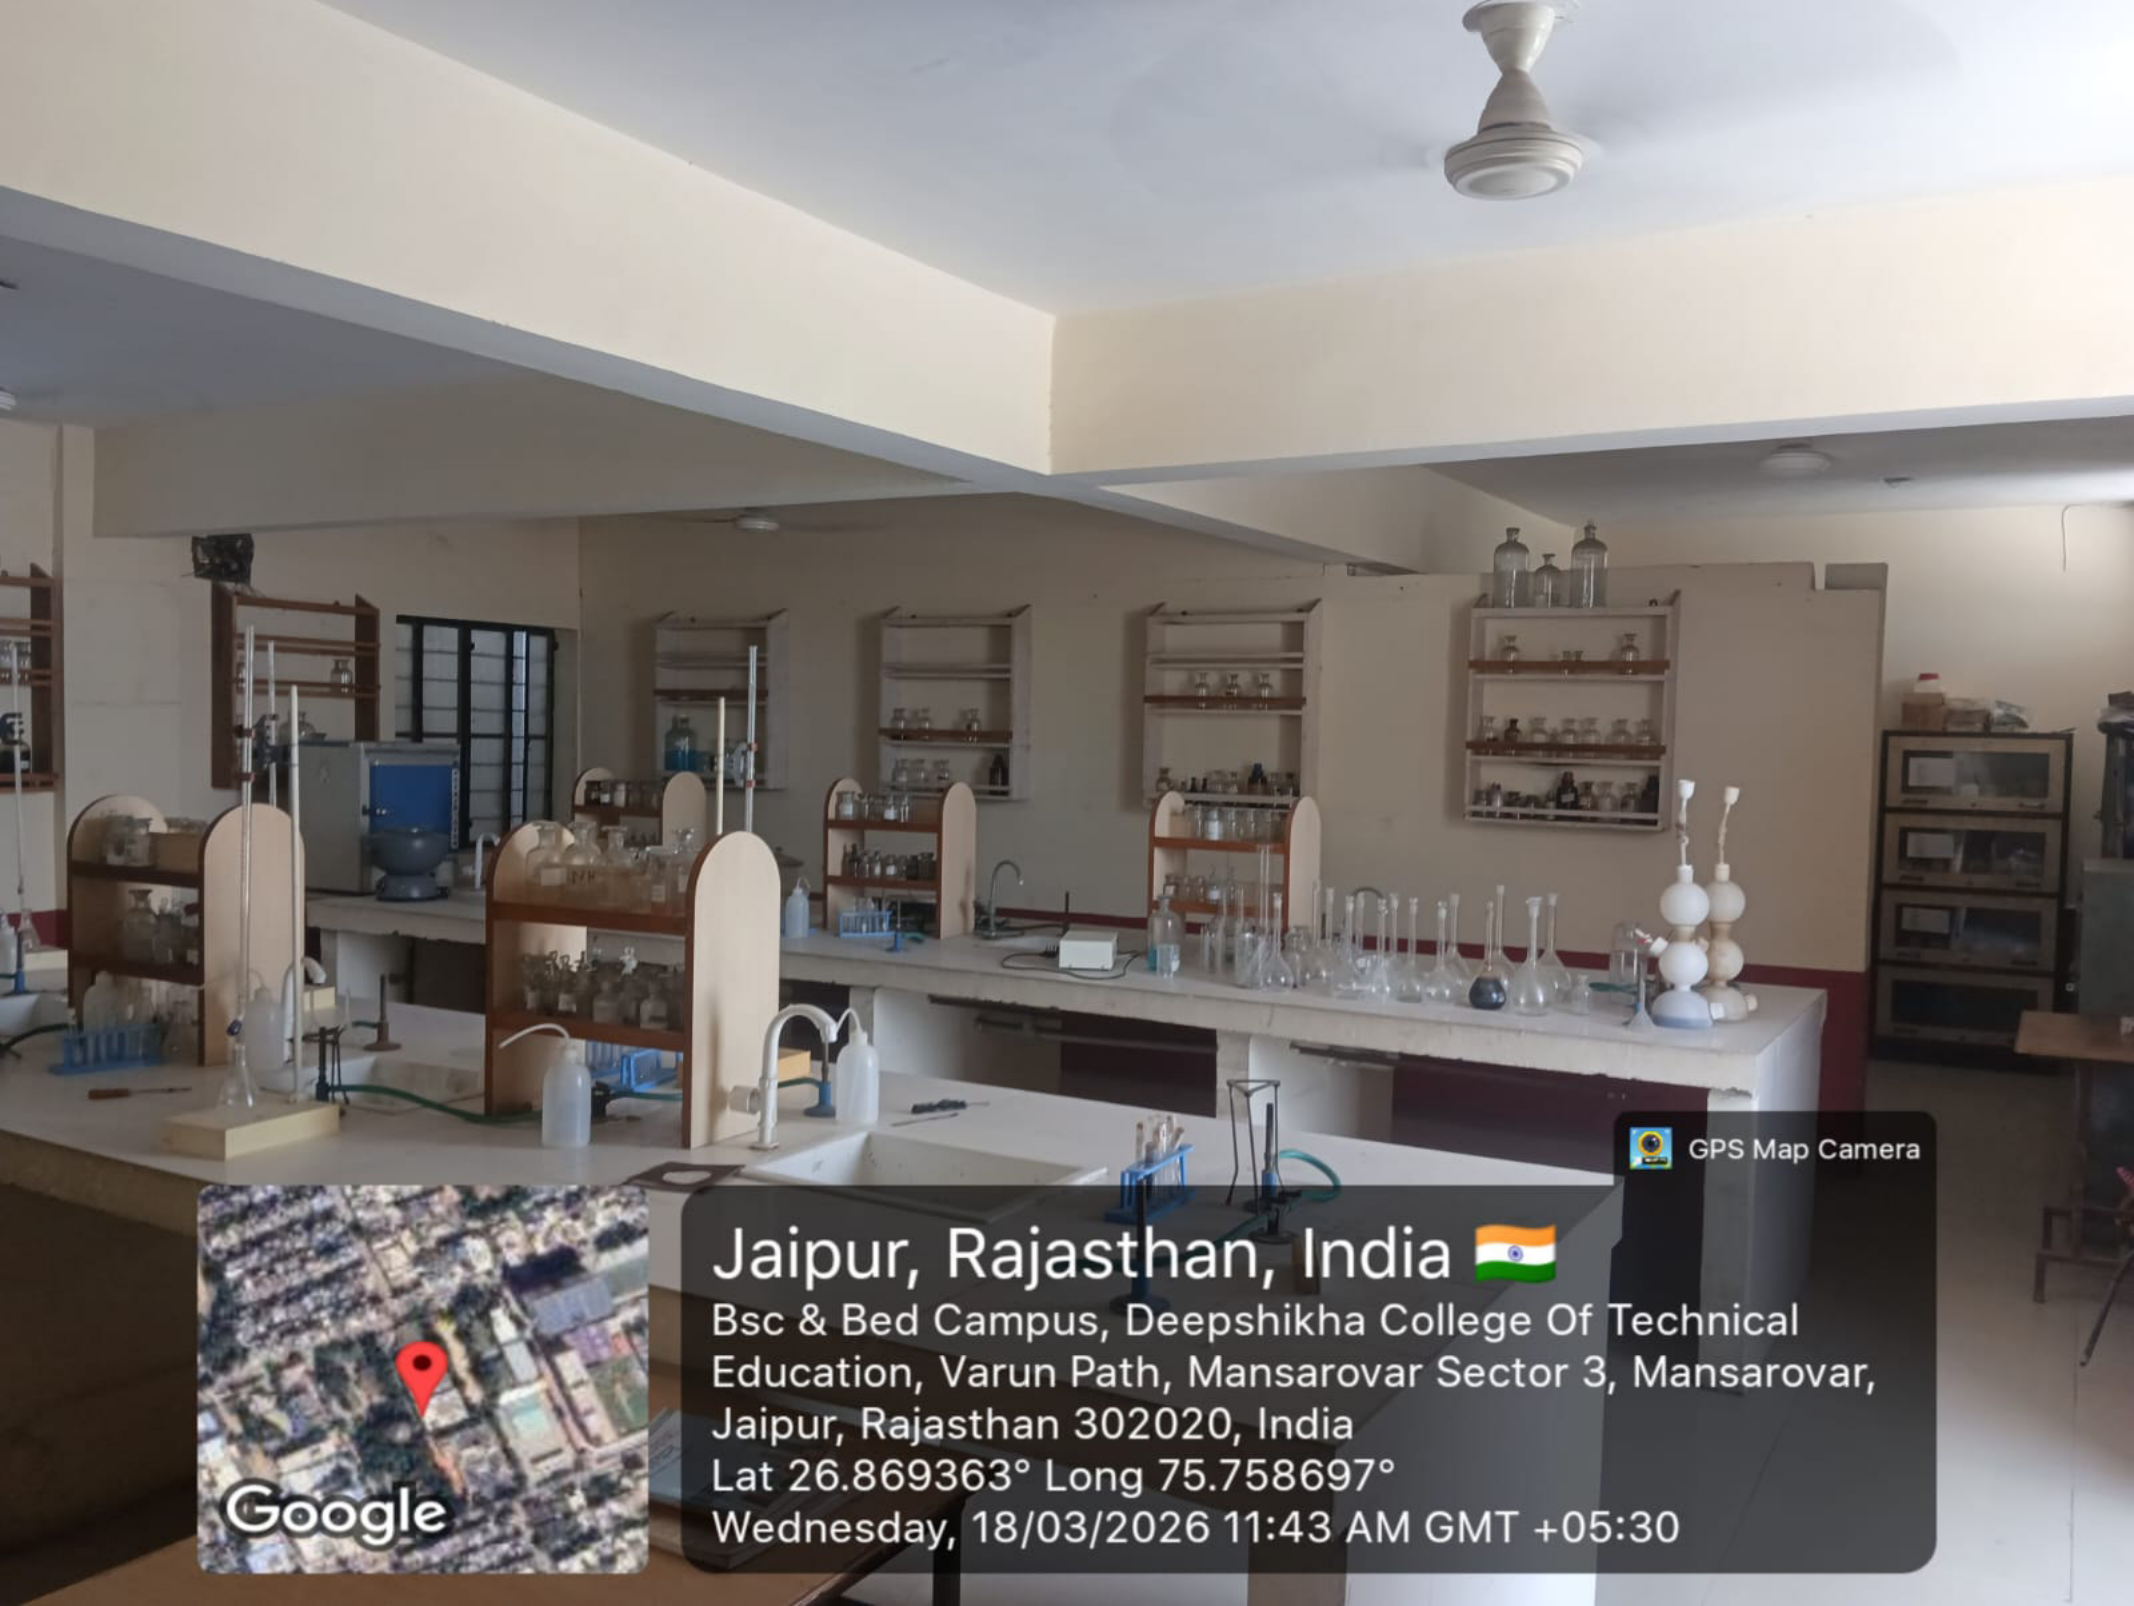 GPS Map Camera
Jaipur, Rajasthan, India 🇮🇳
Bsc & Bed Campus, Deepshikha College Of Technical
Education, Varun Path, Mansarovar Sector 3, Mansarovar,
Jaipur, Rajasthan 302020, India
Lat 26.869363° Long 75.758697°
Wednesday, 18/03/2026 11:43 AM GMT +05:30
Google